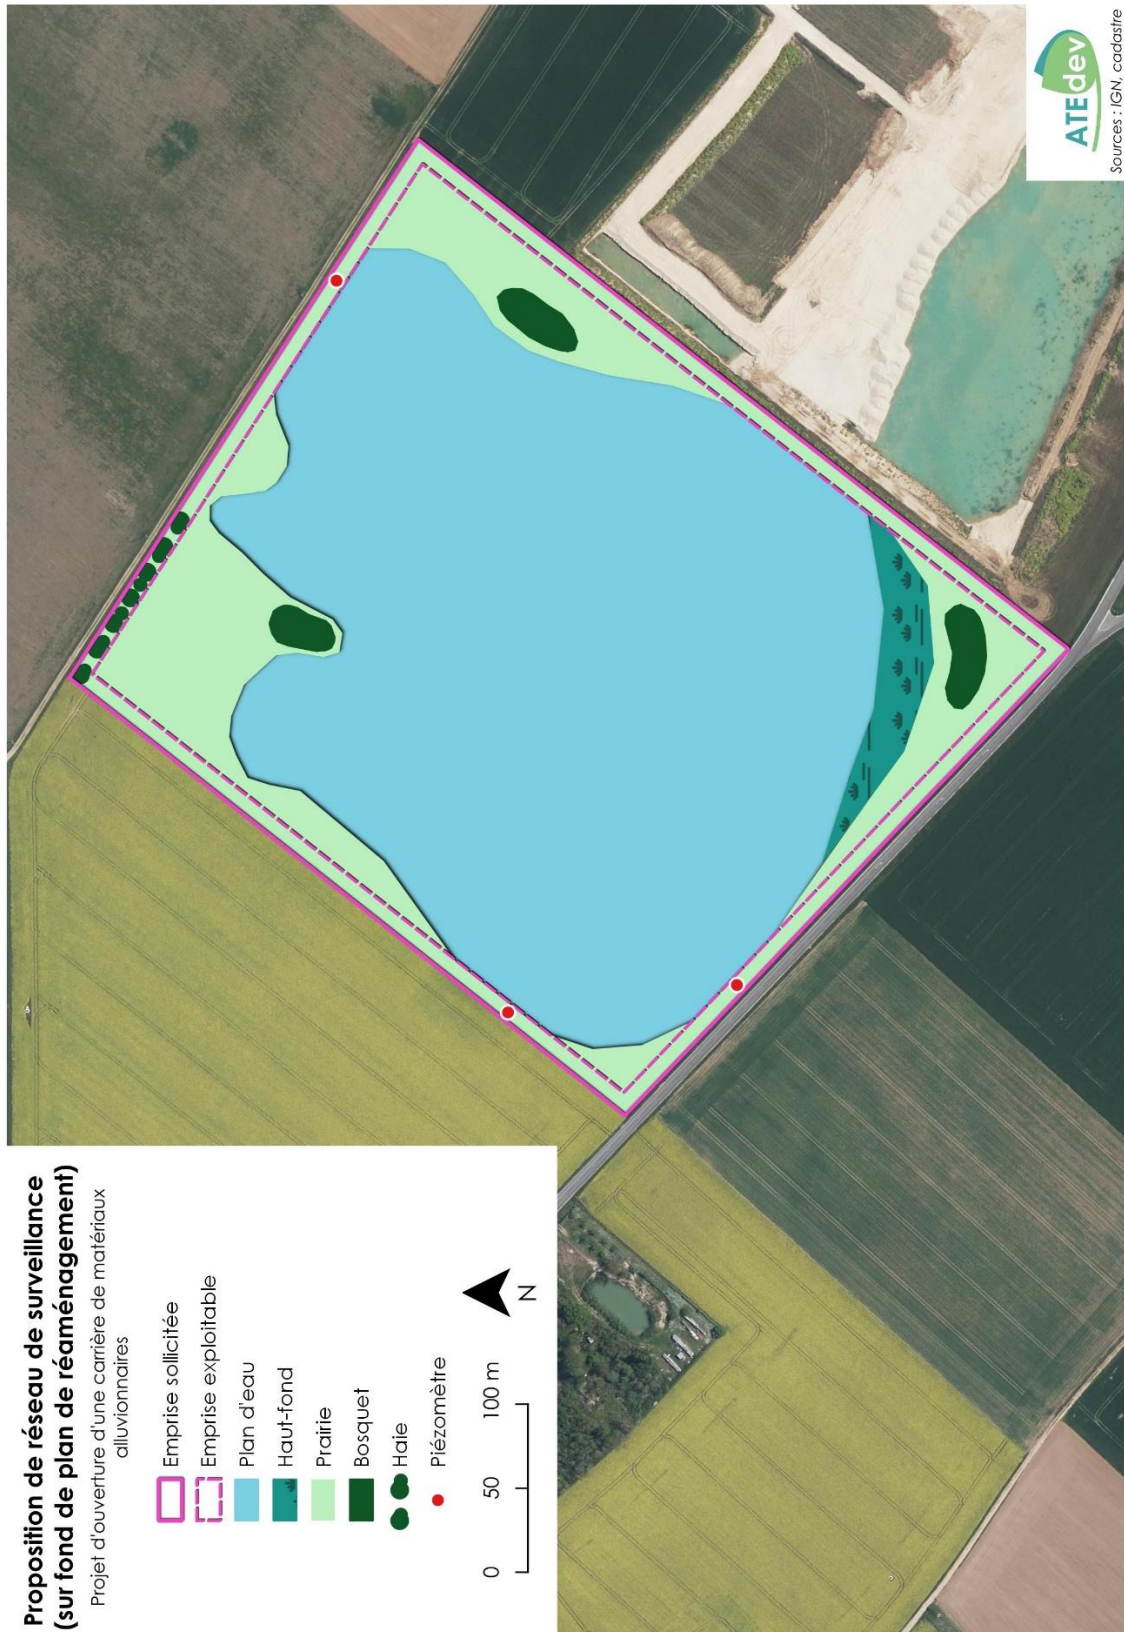 Proposition de réseau de surveillance
(sur fond de plan de réaménagement)
Projet d'ouverture d'une carrière de matériaux
alluvionnaires
Emprise sollicitée
Emprise exploitable
Plan d'eau
Haut-fond
Prairie
Bosquet
Haie
Piézomètre
0 50 100 m
N
ATEdev
Sources : IGN, cadastre